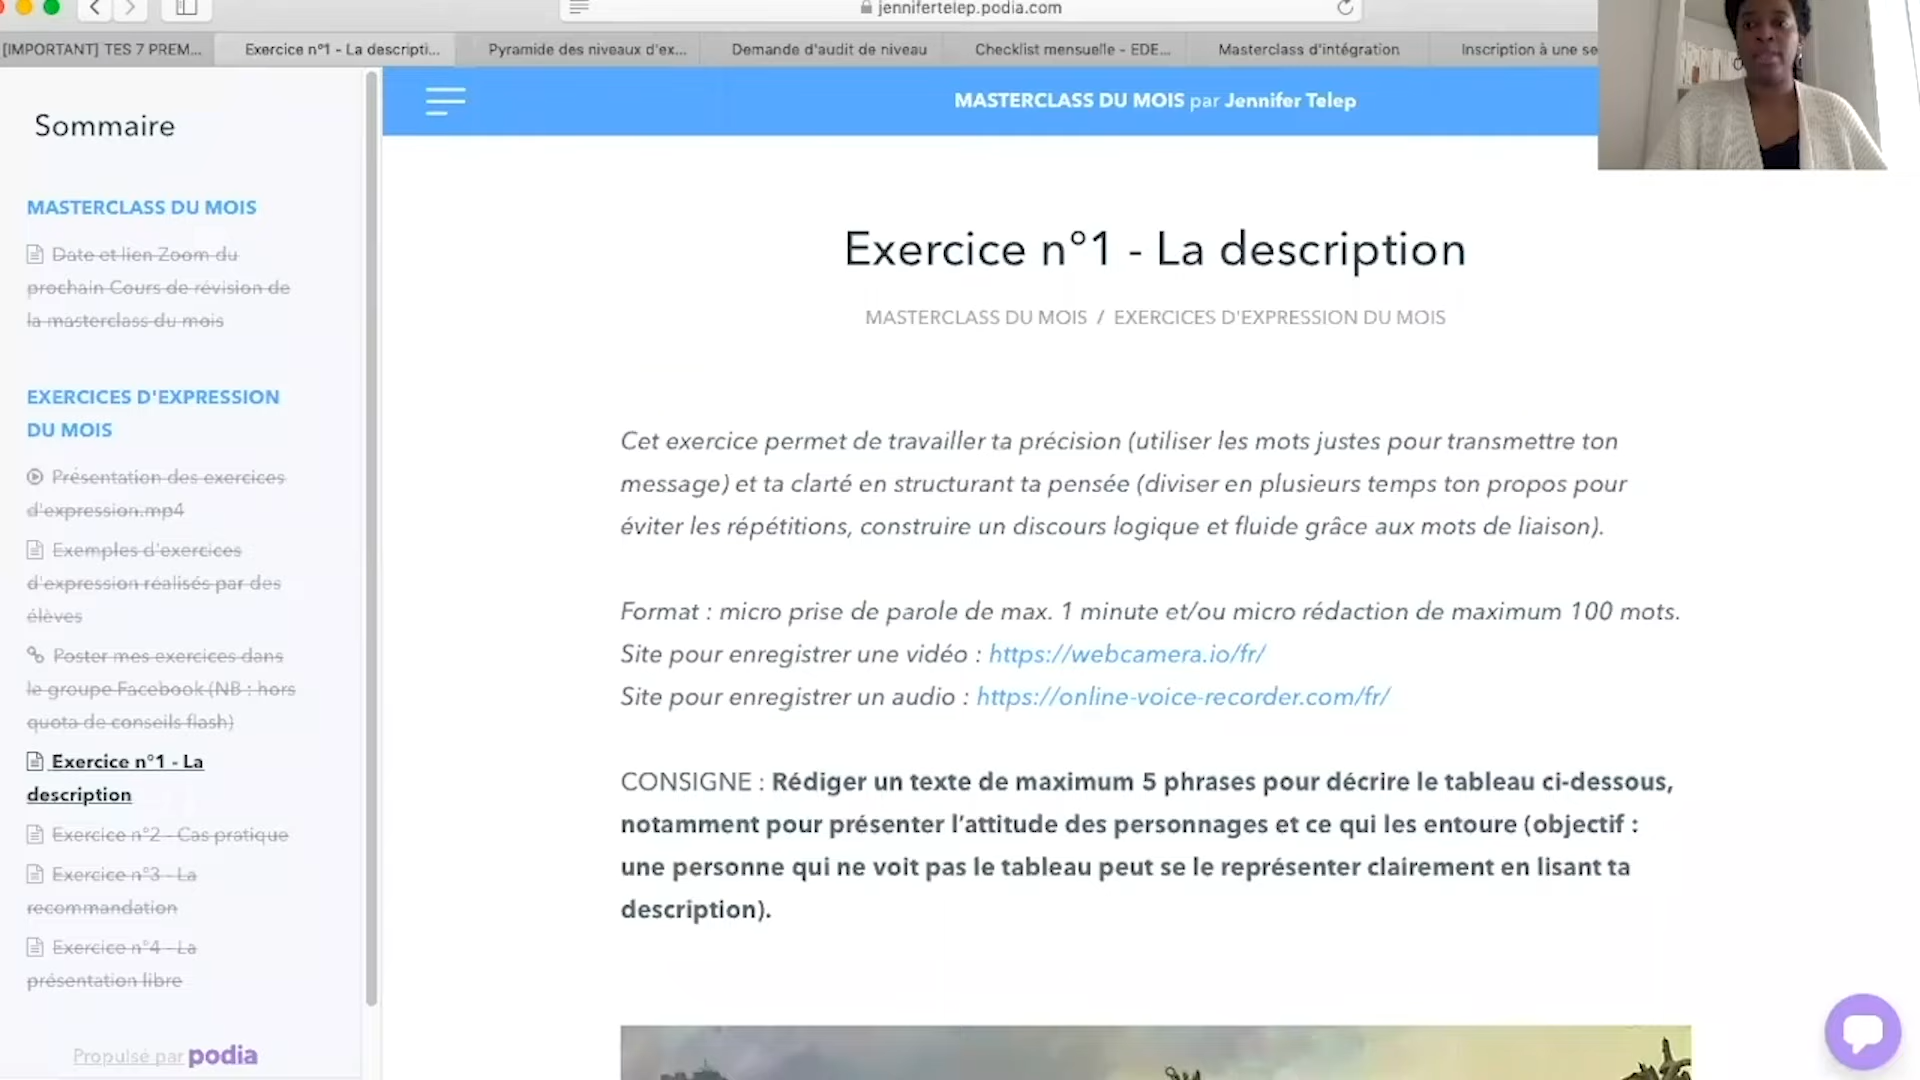 jennifertelep.podia.com
[IMPORTANT] TES 7 PREM...
Exercice n°1 - La descripti...
Pyramide des niveaux d'ex...
Demande d'audit de niveau
Checklist mensuelle - EDE...
Masterclass d'intégration
Inscription à une se
Sommaire
MASTERCLASS DU MOIS
Date et lien Zoom du
prochain Cours de révision de
la masterclass du mois
EXERCICES D'EXPRESSION
DU MOIS
Présentation des exercices
d'expression.mp4
Exemples d'exercices
d'expression réalisés par des
élèves
Poster mes exercices dans
le groupe Facebook (NB : hors
quota de conseils flash)
Exercice n°1 - La
description
Exercice n°2 - Cas pratique
Exercice n°3 - La
recommandation
Exercice n°4 - La
présentation libre
Propulsé par podia
MASTERCLASS DU MOIS par Jennifer Telep
Exercice n°1 - La description
MASTERCLASS DU MOIS / EXERCICES D'EXPRESSION DU MOIS
Cet exercice permet de travailler ta précision (utiliser les mots justes pour transmettre ton
message) et ta clarté en structurant ta pensée (diviser en plusieurs temps ton propos pour
éviter les répétitions, construire un discours logique et fluide grâce aux mots de liaison).
Format : micro prise de parole de max. 1 minute et/ou micro rédaction de maximum 100 mots.
Site pour enregistrer une vidéo : https://webcamera.io/fr/
Site pour enregistrer un audio : https://online-voice-recorder.com/fr/
CONSIGNE : Rédiger un texte de maximum 5 phrases pour décrire le tableau ci-dessous,
notamment pour présenter l'attitude des personnages et ce qui les entoure (objectif :
une personne qui ne voit pas le tableau peut se le représenter clairement en lisant ta
description).